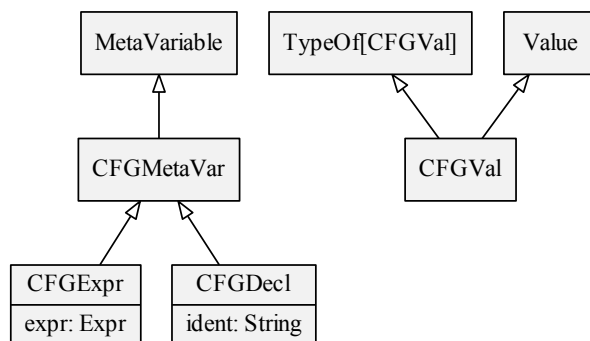 MetaVariable
TypeOf[CFGVal]
Value
CFGMetaVar
CFGVal
CFGExpr
expr: Expr
CFGDecl
ident: String